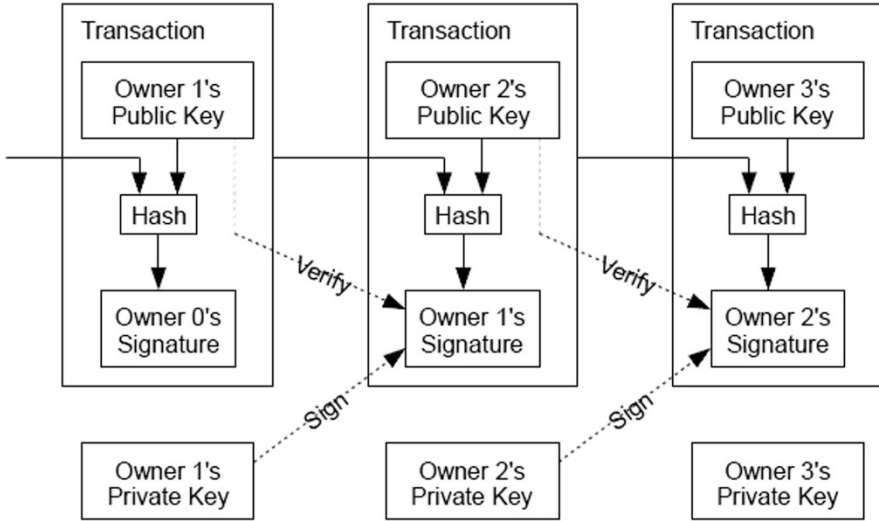 Transaction
Owner 1's
Public Key
Hash
Verify
Owner 0's
Signature
Transaction
Owner 2's
Public Key
Hash
Verify
Owner 1's
Signature
Transaction
Owner 3's
Public Key
Hash
Owner 2's
Signature
Sign
Sign
Owner 1's
Private Key
Owner 2's
Private Key
Owner 3's
Private Key